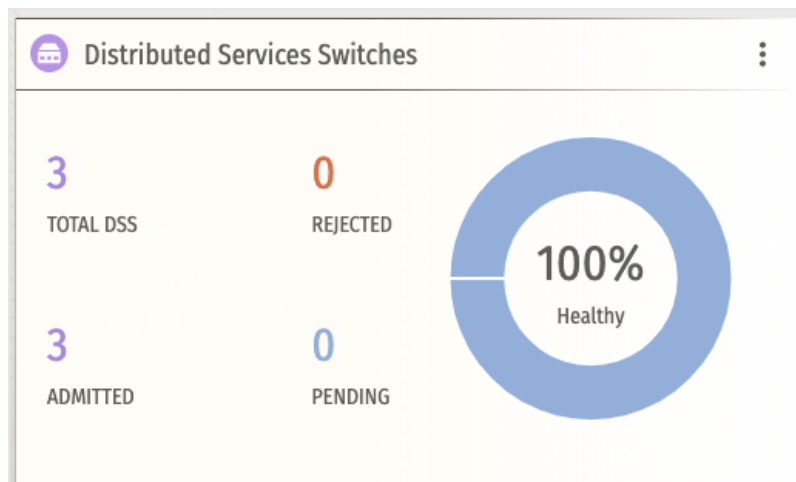 Distributed Services Switches
3
TOTAL DSS
0
REJECTED
3
ADMITTED
0
PENDING
100%
Healthy